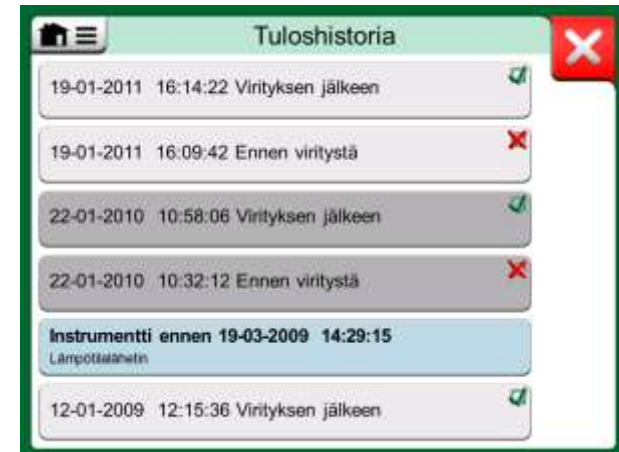 Tuloshistoria
19-01-2011 16:14:22 Virityksen jälkeen
19-01-2011 16:09:42 Ennen viritystä
22-01-2010 10:58:06 Virityksen jälkeen
22-01-2010 10:32:12 Ennen viritystä
Instrumentti ennen 19-03-2009 14:29:15
Lämpötilalähetin
12-01-2009 12:15:36 Virityksen jälkeen